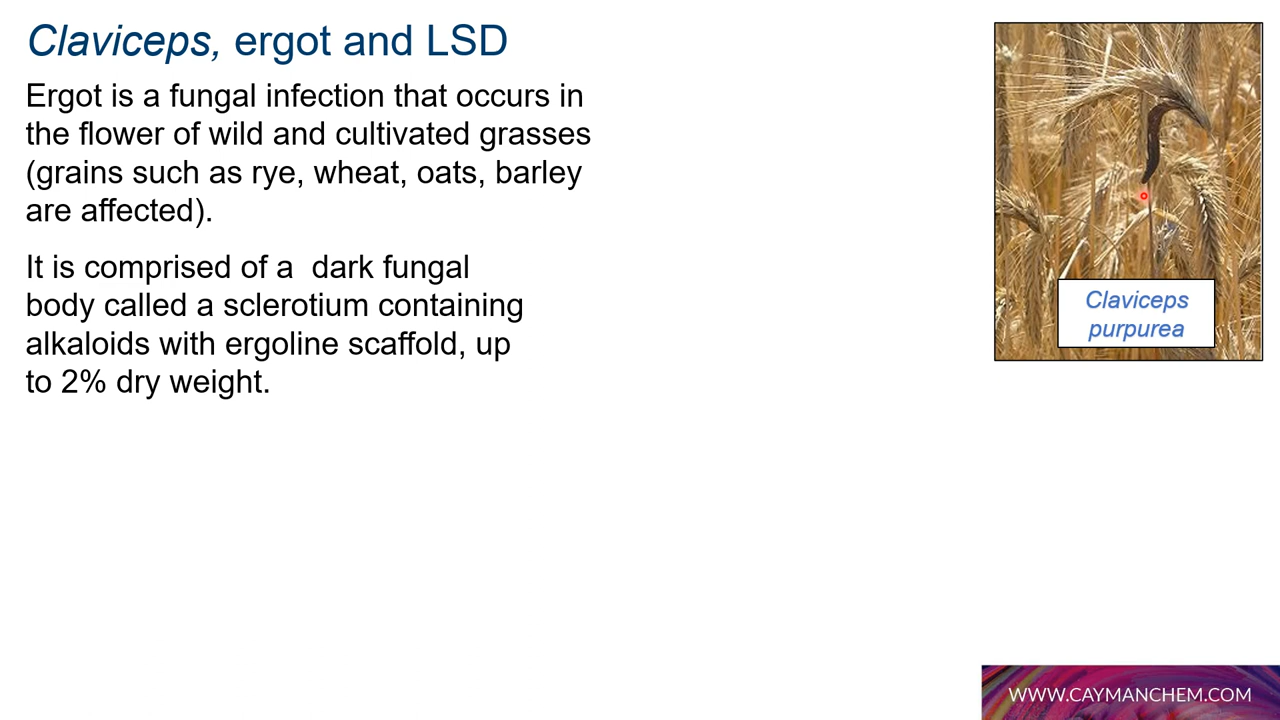 Claviceps, ergot and LSD
Ergot is a fungal infection that occurs in
the flower of wild and cultivated grasses
(grains such as rye, wheat, oats, barley
are affected).
It is comprised of a  dark fungal
body called a sclerotium containing
alkaloids with ergoline scaffold, up
to 2% dry weight.
Claviceps
purpurea
WWW.CAYMANCHEM.COM